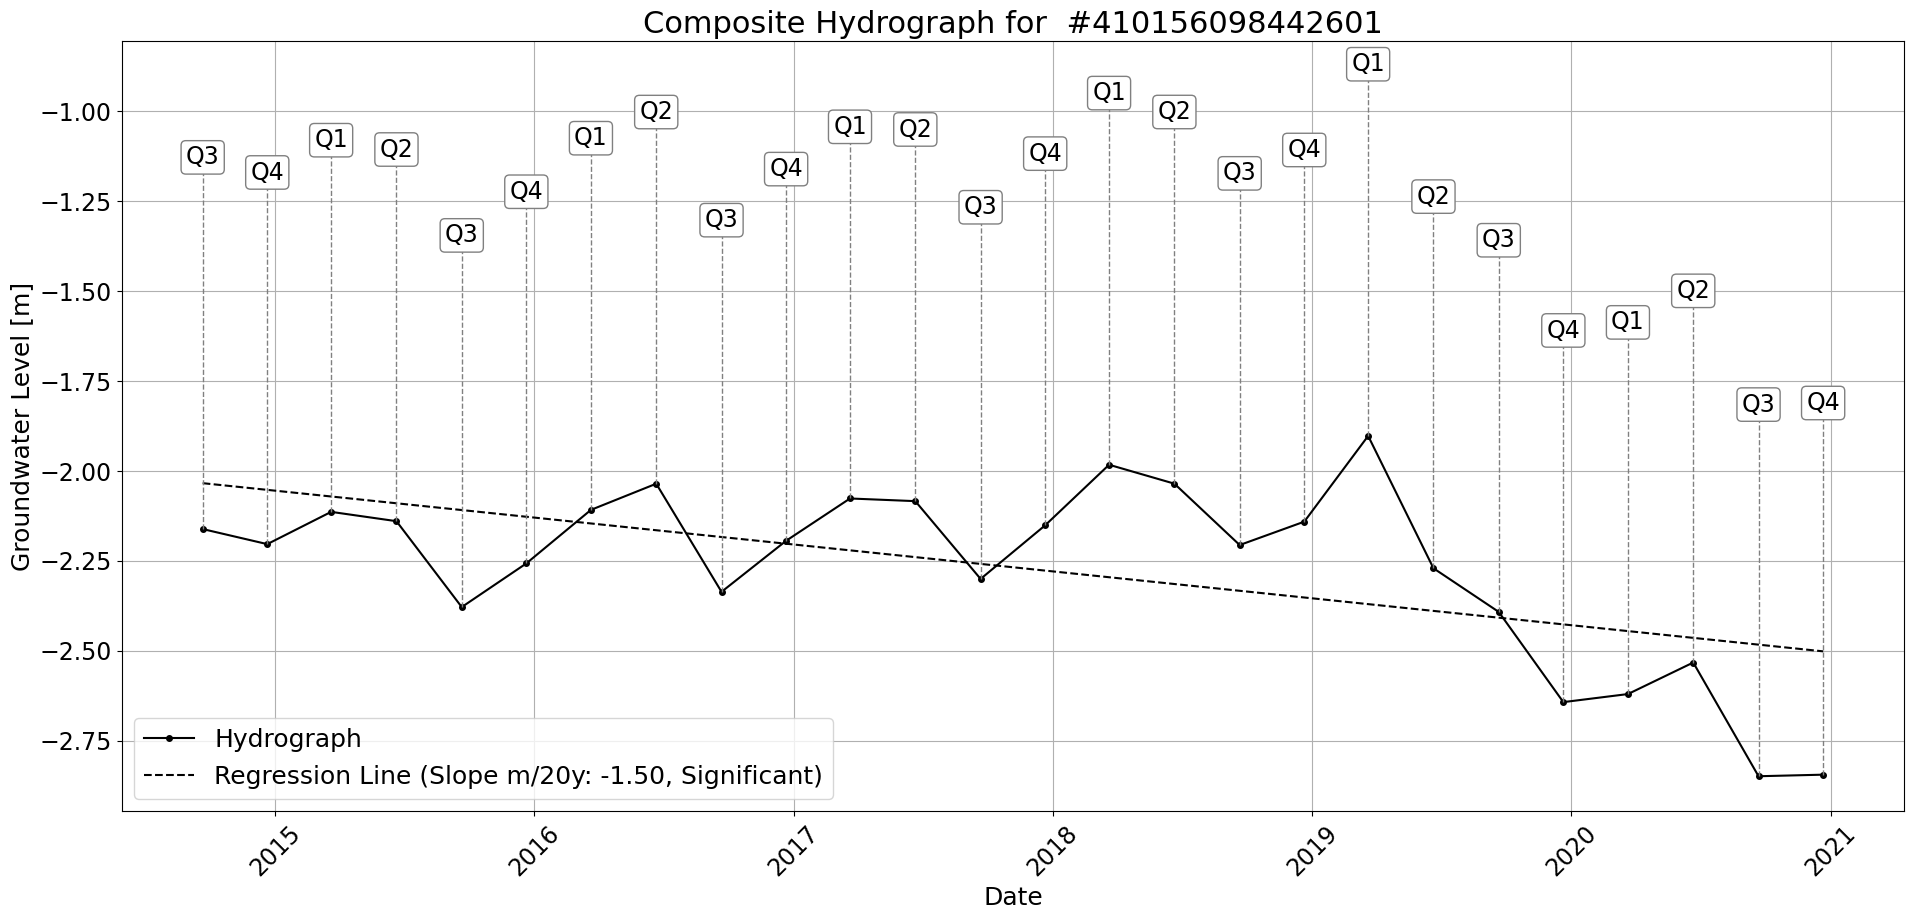 Composite Hydrograph for  #410156098442601
Groundwater Level [m]
−1.00
−1.25
−1.50
−1.75
−2.00
−2.25
−2.50
−2.75
Q3
Q4
Q1
Q2
Q3
Q4
Q1
Q2
Q3
Q4
Q1
Q2
Q3
Q4
Q1
Q2
Q3
Q4
Q1
Q2
Q3
Q4
Q1
Q2
Q3
Q4
Hydrograph
Regression Line (Slope m/20y: -1.50, Significant)
2015
2016
2017
2018
2019
2020
2021
Date